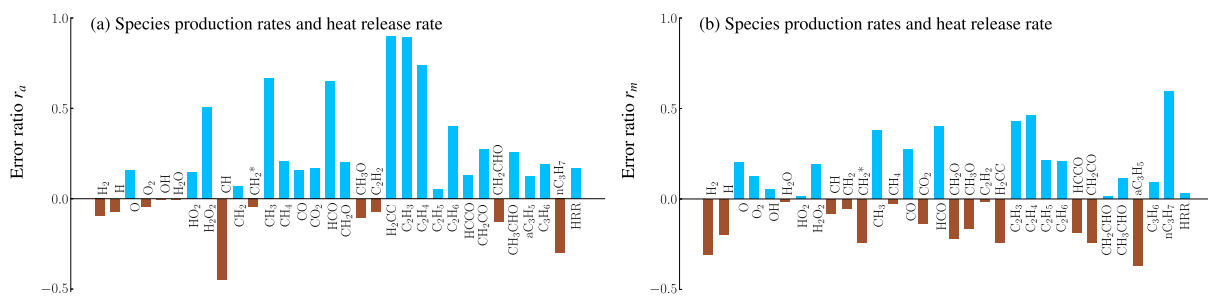 (a) Species production rates and heat release rate
Error ratio rₐ
1.0
0.5
0.0
−0.5
H₂
H
O
O₂
OH
H₂O
HO₂
H₂O₂
CH
CH₂
CH₂*
CH₃
CH₄
CO
CO₂
HCO
CH₂O
CH₃O
C₂H₂
H₂CC
C₂H₃
C₂H₄
C₂H₅
C₂H₆
HCCO
CH₂CO
CH₂CHO
CH₃CHO
aC₃H₅
C₃H₆
nC₃H₇
HRR
(b) Species production rates and heat release rate
Error ratio rₘ
1.0
0.5
0.0
−0.5
H₂
H
O
O₂
OH
H₂O
HO₂
H₂O₂
CH
CH₂
CH₂*
CH₃
CH₄
CO
CO₂
HCO
CH₂O
CH₃O
C₂H₂
H₂CC
C₂H₃
C₂H₄
C₂H₅
C₂H₆
HCCO
CH₂CO
CH₂CHO
CH₃CHO
aC₃H₅
C₃H₆
nC₃H₇
HRR